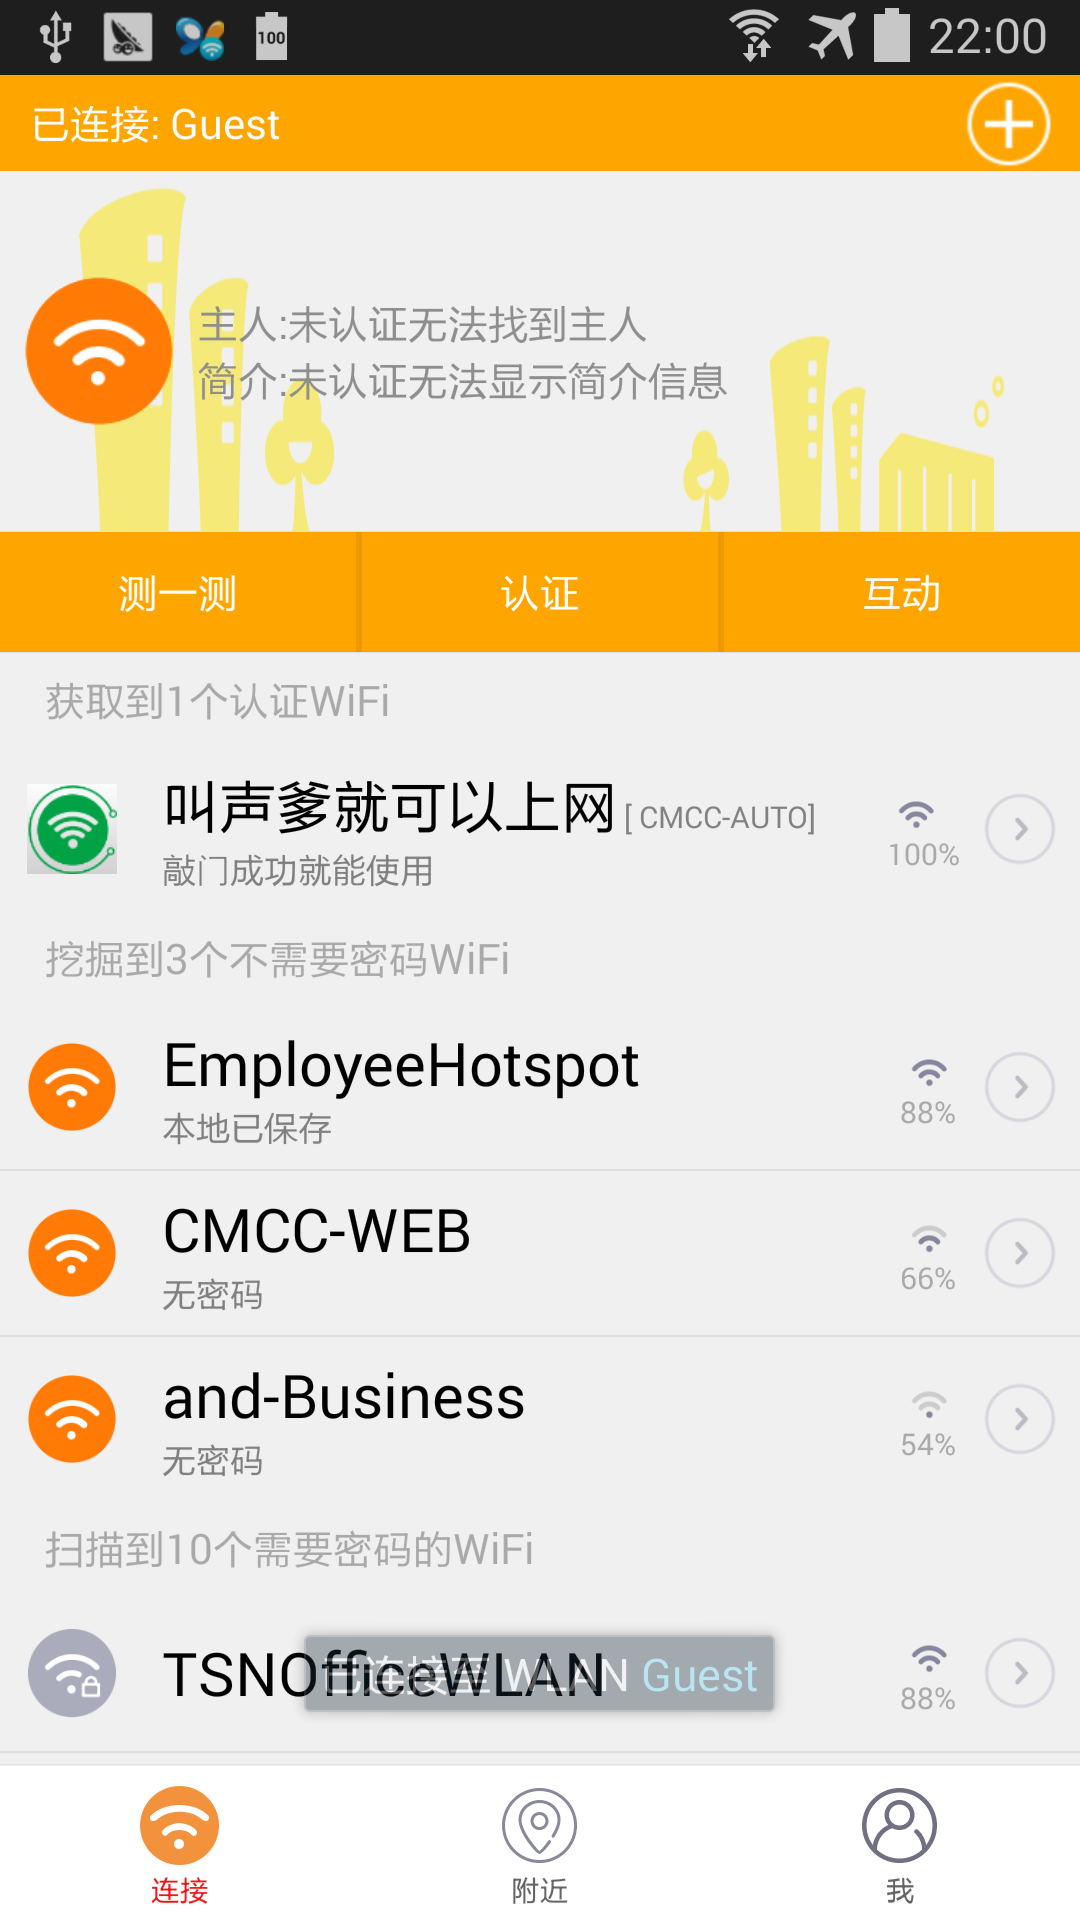 100
22:00
已连接: Guest
主人:未认证无法找到主人
简介:未认证无法显示简介信息
测一测
认证
互动
获取到1个认证WiFi
叫声爹就可以上网 [ CMCC-AUTO]
敲门成功就能使用
100%
挖掘到3个不需要密码WiFi
EmployeeHotspot
本地已保存
88%
CMCC-WEB
无密码
66%
and-Business
无密码
54%
扫描到10个需要密码的WiFi
TSNOfficeWLAN
已连接至 WLAN Guest
88%
连接
附近
我